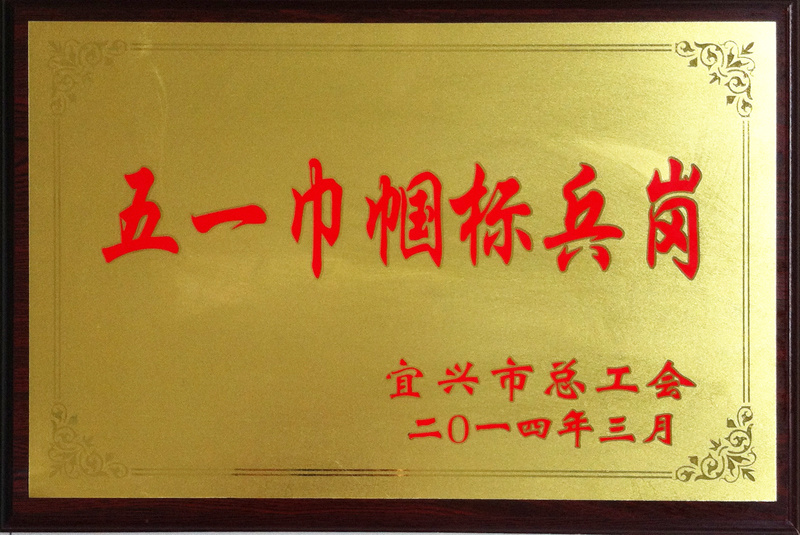 五一巾帼标兵岗
宜兴市总工会
二〇一四年三月